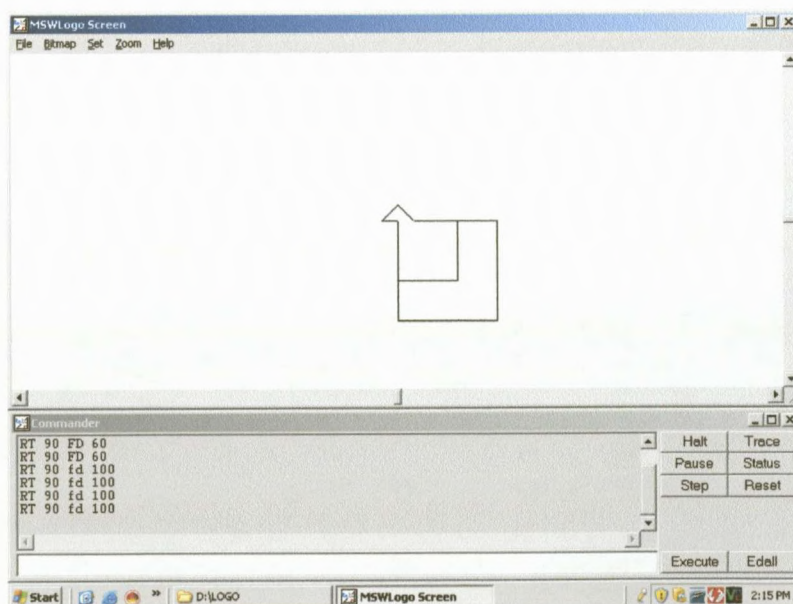 MSWLogo Screen
File Bitmap Set Zoom Help
Commander
RT 90 FD 60
RT 90 FD 60
RT 90 fd 100
RT 90 fd 100
RT 90 fd 100
RT 90 fd 100
Halt Trace
Pause Status
Step Reset
Execute Edall
Start » D:\LOGO MSWLogo Screen 2:15 PM